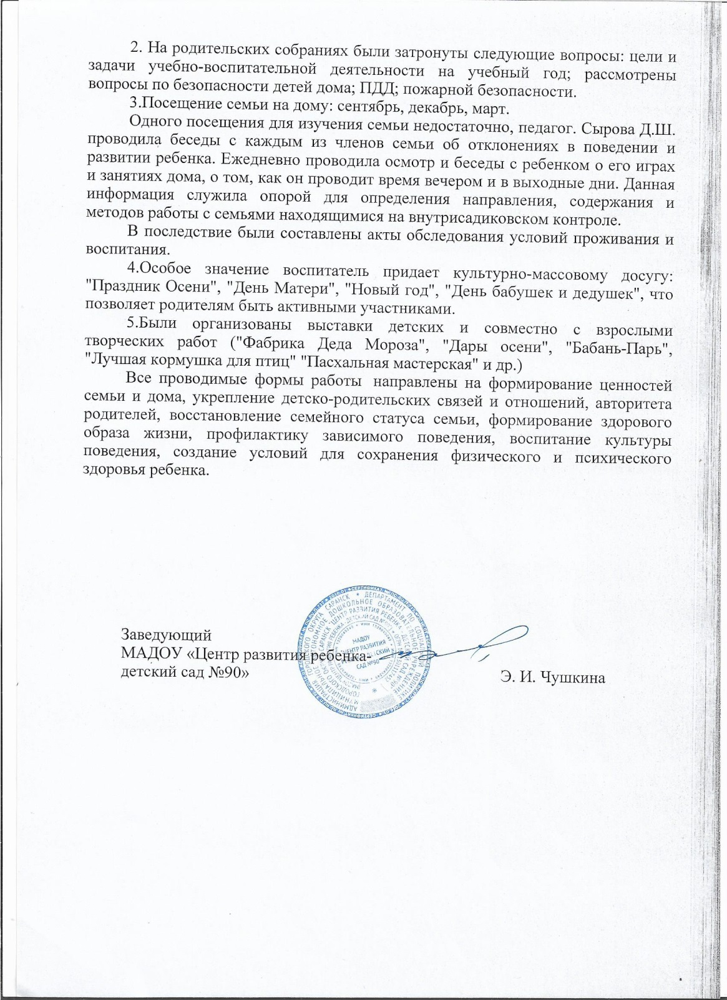 2. На родительских собраниях были затронуты следующие вопросы: цели и
задачи учебно-воспитательной деятельности на учебный год; рассмотрены
вопросы по безопасности детей дома; ПДД; пожарной безопасности.
3.Посещение семьи на дому: сентябрь, декабрь, март.
Одного посещения для изучения семьи недостаточно, педагог. Сырова Д.Ш.
проводила беседы с каждым из членов семьи об отклонениях в поведении и
развитии ребенка. Ежедневно проводила осмотр и беседы с ребенком о его играх
и занятиях дома, о том, как он проводит время вечером и в выходные дни. Данная
информация служила опорой для определения направления, содержания и
методов работы с семьями находящимися на внутрисадиковском контроле.
В последствие были составлены акты обследования условий проживания и
воспитания.
4.Особое значение воспитатель придает культурно-массовому досугу:
"Праздник Осени", "День Матери", "Новый год", "День бабушек и дедушек", что
позволяет родителям быть активными участниками.
5.Были организованы выставки детских и совместно с взрослыми
творческих работ ("Фабрика Деда Мороза", "Дары осени", "Бабань-Парь",
"Лучшая кормушка для птиц" "Пасхальная мастерская" и др.)
Все проводимые формы работы направлены на формирование ценностей
семьи и дома, укрепление детско-родительских связей и отношений, авторитета
родителей, восстановление семейного статуса семьи, формирование здорового
образа жизни, профилактику зависимого поведения, воспитание культуры
поведения, создание условий для сохранения физического и психического
здоровья ребенка.
Заведующий
МАДОУ «Центр развития ребенка-
детский сад №90»
Э. И. Чушкина
МАДОУ
"ЦЕНТР РАЗВИТИЯ
РЕБЕНКА - ДЕТСКИЙ
САД №90"